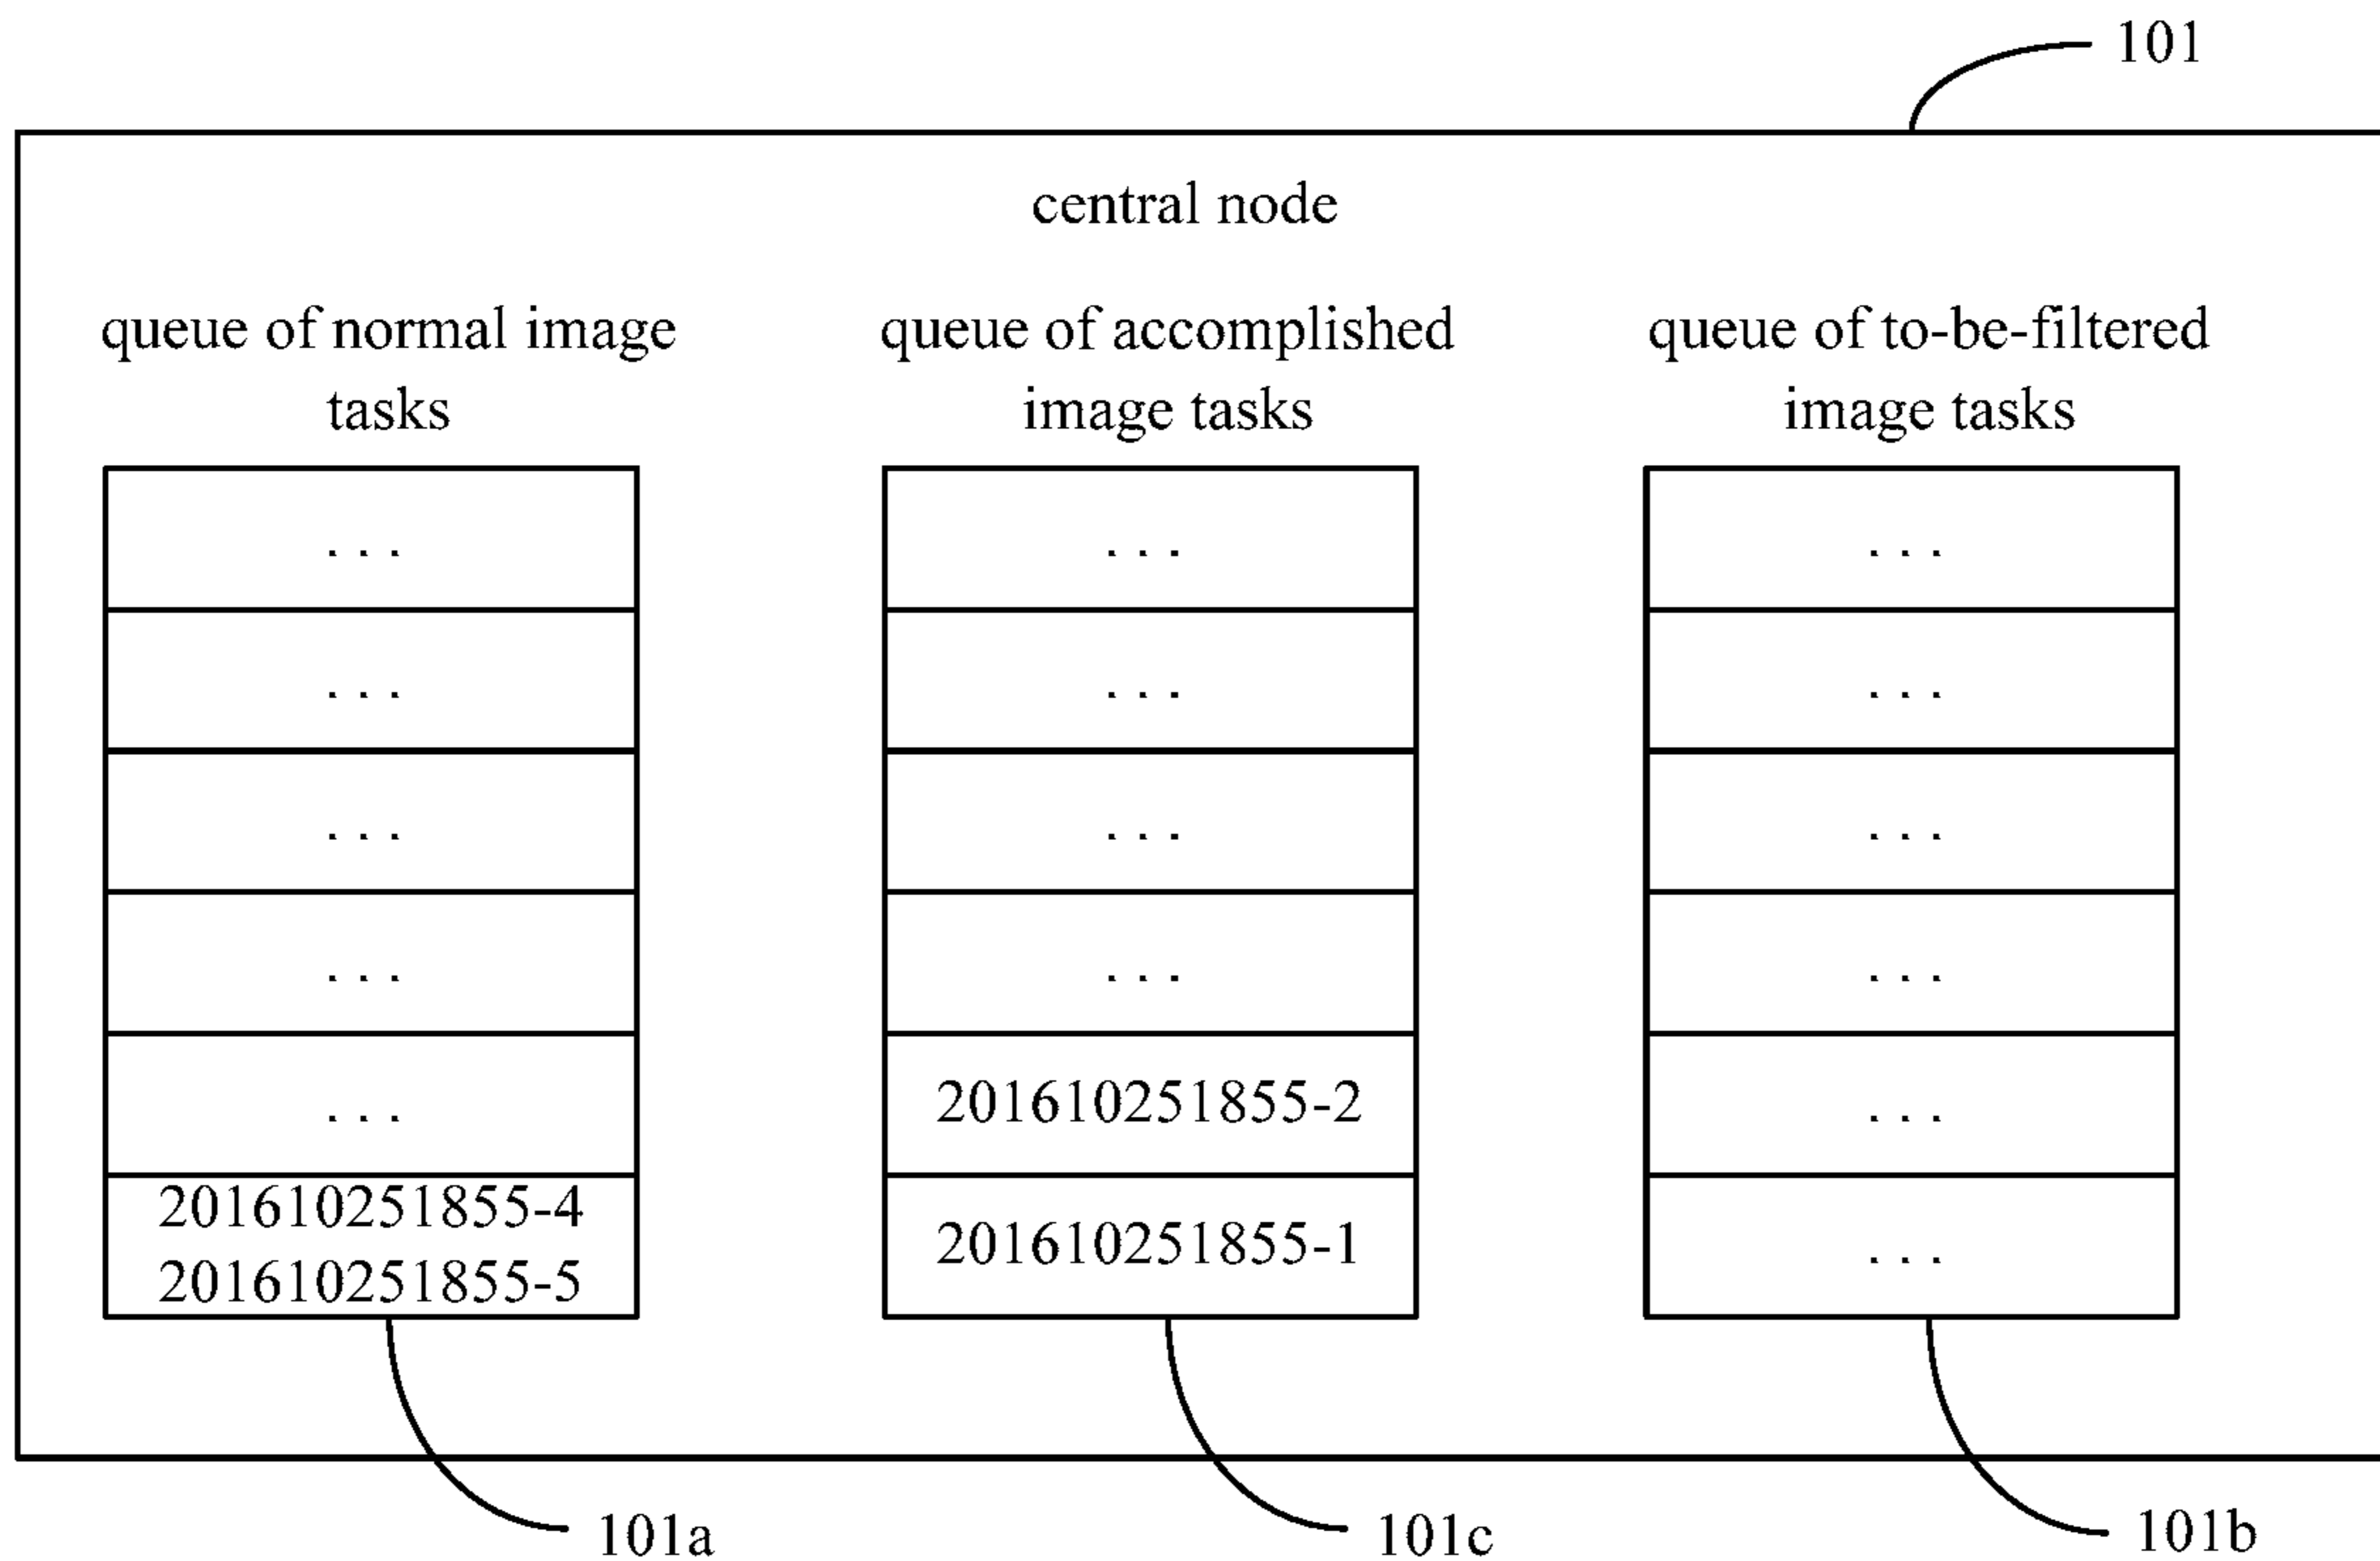 101
central node
queue of normal image
tasks
queue of accomplished
image tasks
queue of to-be-filtered
image tasks
. . .
. . .
. . .
. . .
. . .
201610251855-4
201610251855-5
. . .
. . .
. . .
. . .
201610251855-2
201610251855-1
. . .
. . .
. . .
. . .
. . .
. . .
101a
101c
101b